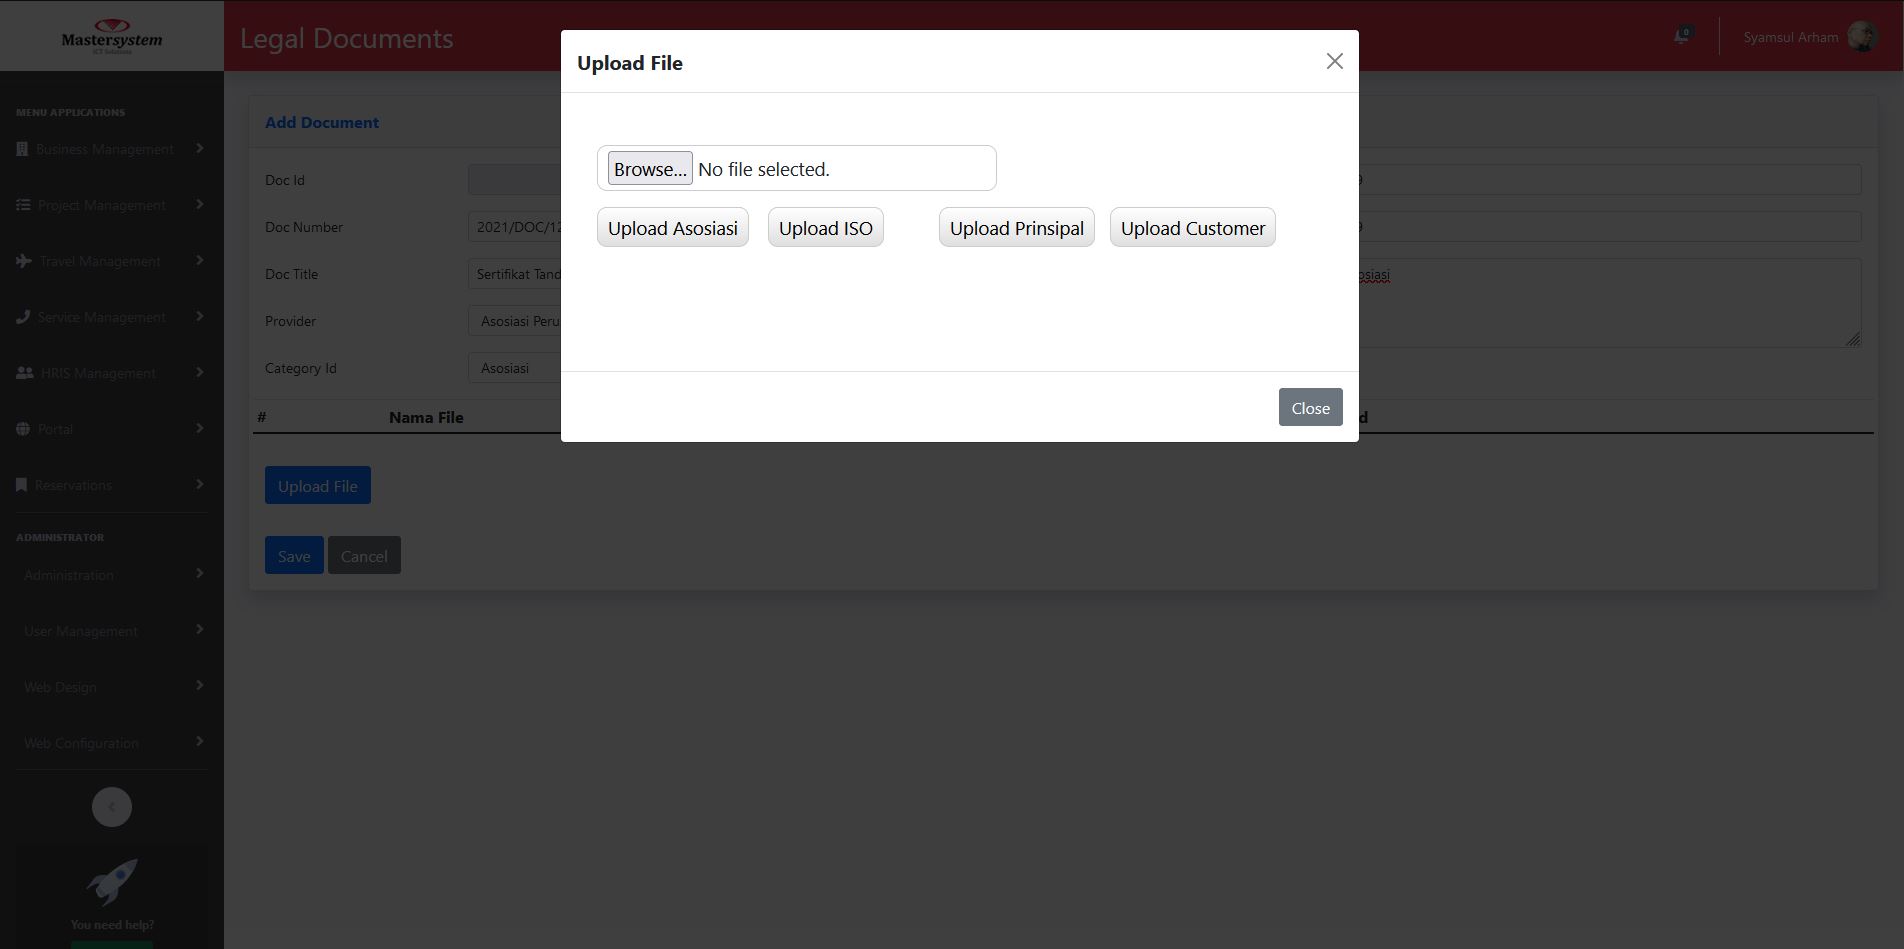 Mastersystem
ICT Solutions
Legal Documents
0
Syamsul Arham
MENU APPLICATIONS
Business Management
Project Management
Travel Management
Service Management
HRIS Management
Portal
Reservations
ADMINISTRATOR
Administration
User Management
Web Design
Web Configuration
You need help?
Add Document
Doc Id
9
Doc Number
2021/DOC/12
9
Doc Title
Sertifikat Tand
osiasi
Provider
Asosiasi Peru
Category Id
Asosiasi
# Nama File d
Upload File
Save Cancel
Upload File
Browse... No file selected.
Upload Asosiasi Upload ISO Upload Prinsipal Upload Customer
Close